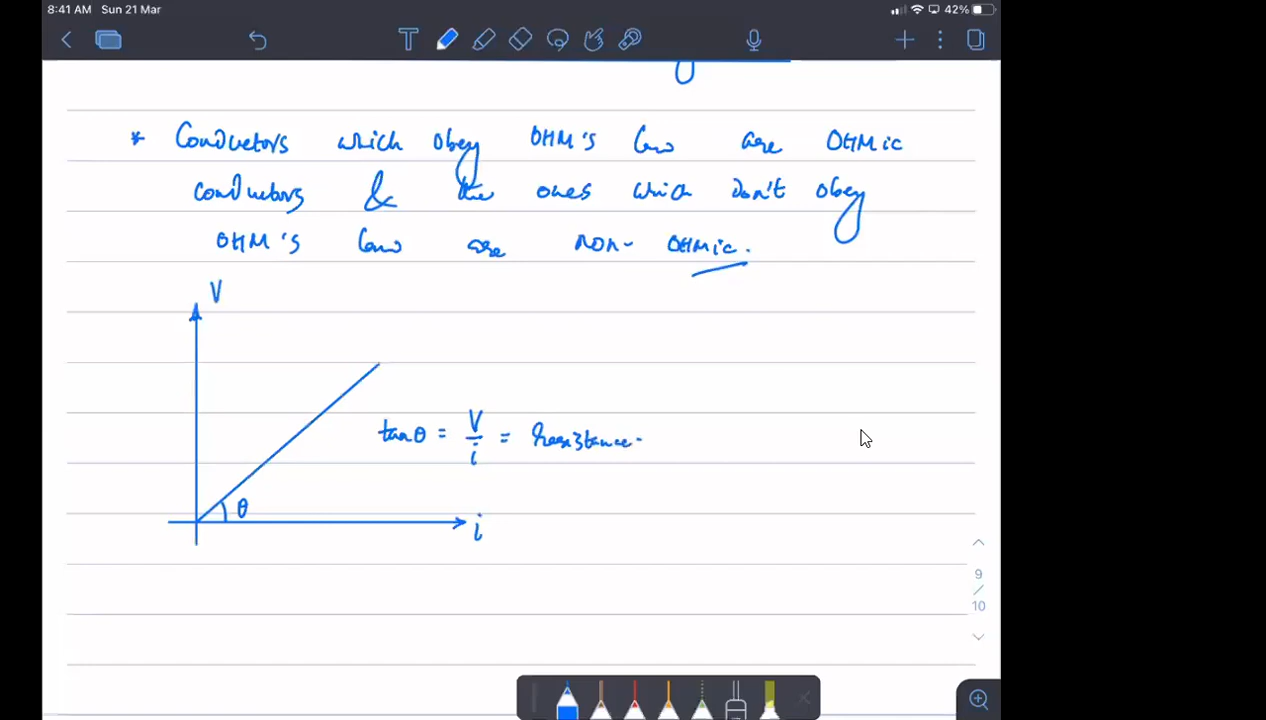 8:41 AM Sun 21 Mar 42%
* Conductors which obey OHM's law are OHMic
conductors & the ones which don't obey
OHM's law are non-OHMic.
V
tanθ = V/i = Resistance.
θ
i
9
/
10